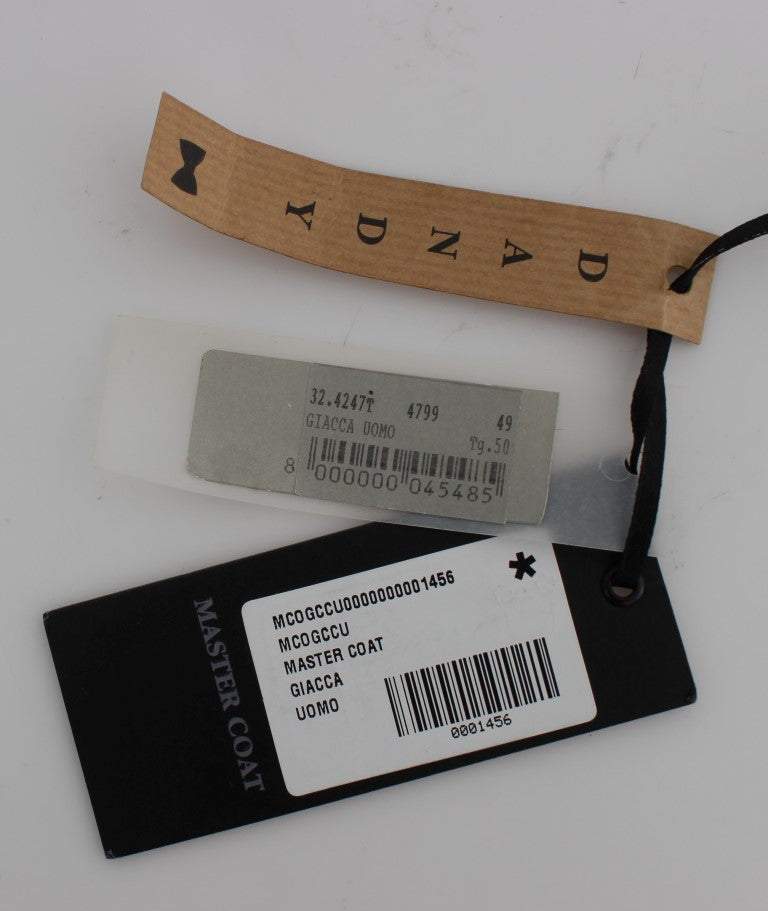 DANDY
32.4247T 4799 49
GIACCA UOMO Tg.50
8 000000 045485
MASTER COAT
*
MCOGCCU0000000001456
MCOGCCU
MASTER COAT
GIACCA
UOMO
0001456